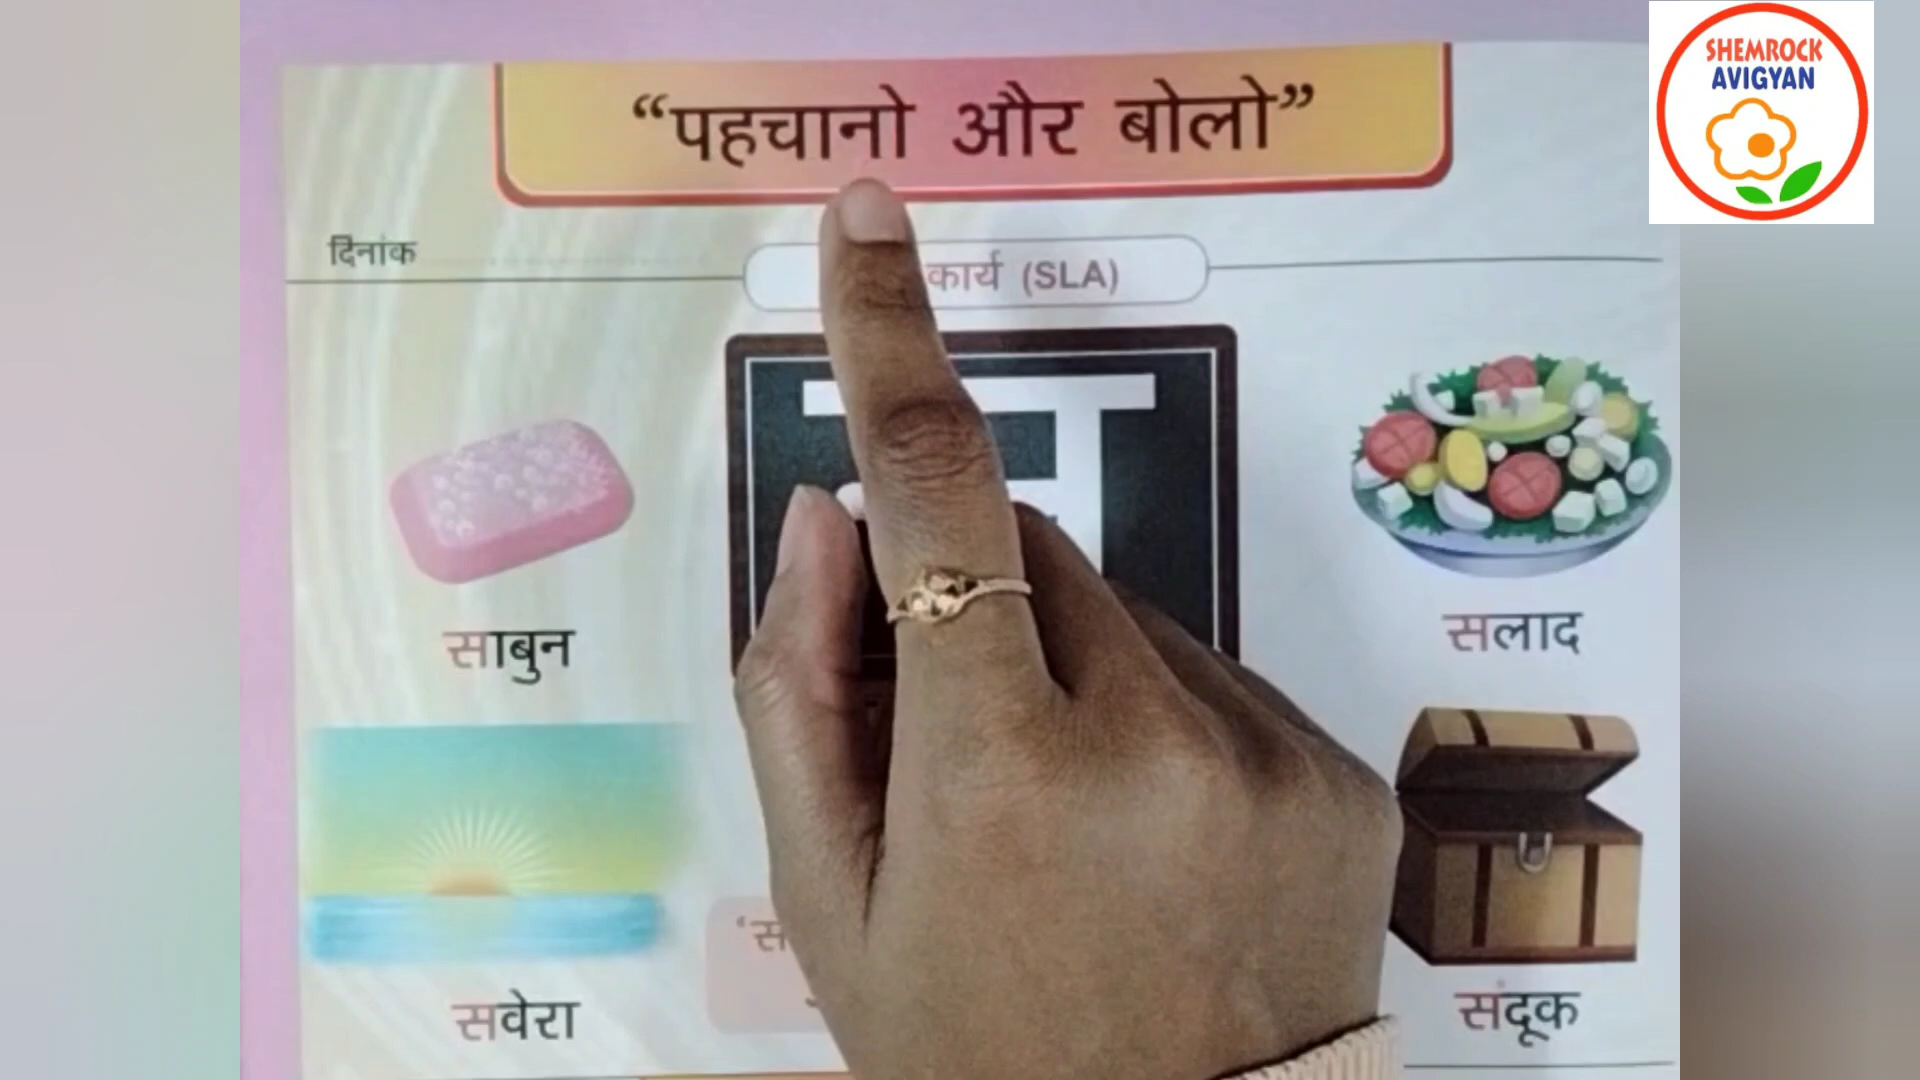 SHEMROCK
AVIGYAN
“पहचानो और बोलो”
दिनांक
कार्य (SLA)
साबुन
सलाद
सवेरा
संदूक
‘स